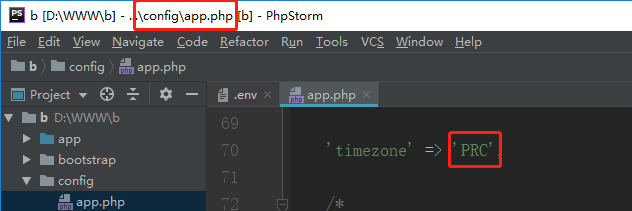 PS b [D:\WWW\b] - ..\config\app.php [b] - PhpStorm
File Edit View Navigate Code Refactor Run Tools VCS Window Help
b config app.php
Project .env app.php
b D:\WWW\b
app
bootstrap
config
app.php
69
70 'timezone' => 'PRC',
71
72 /*